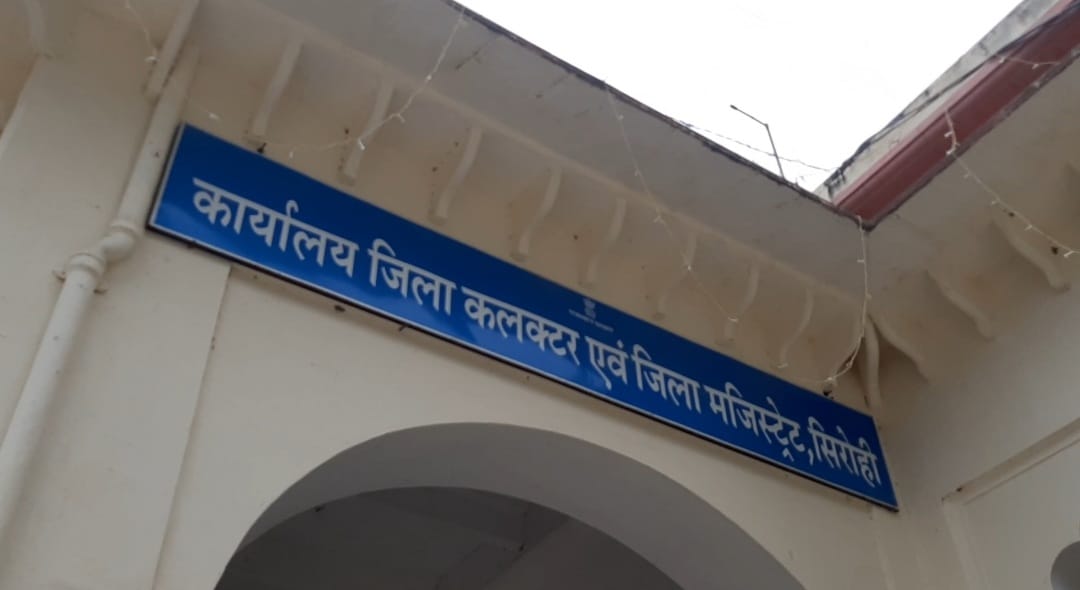 कार्यालय जिला कलक्टर एवं जिला मजिस्ट्रेट,सिरोही